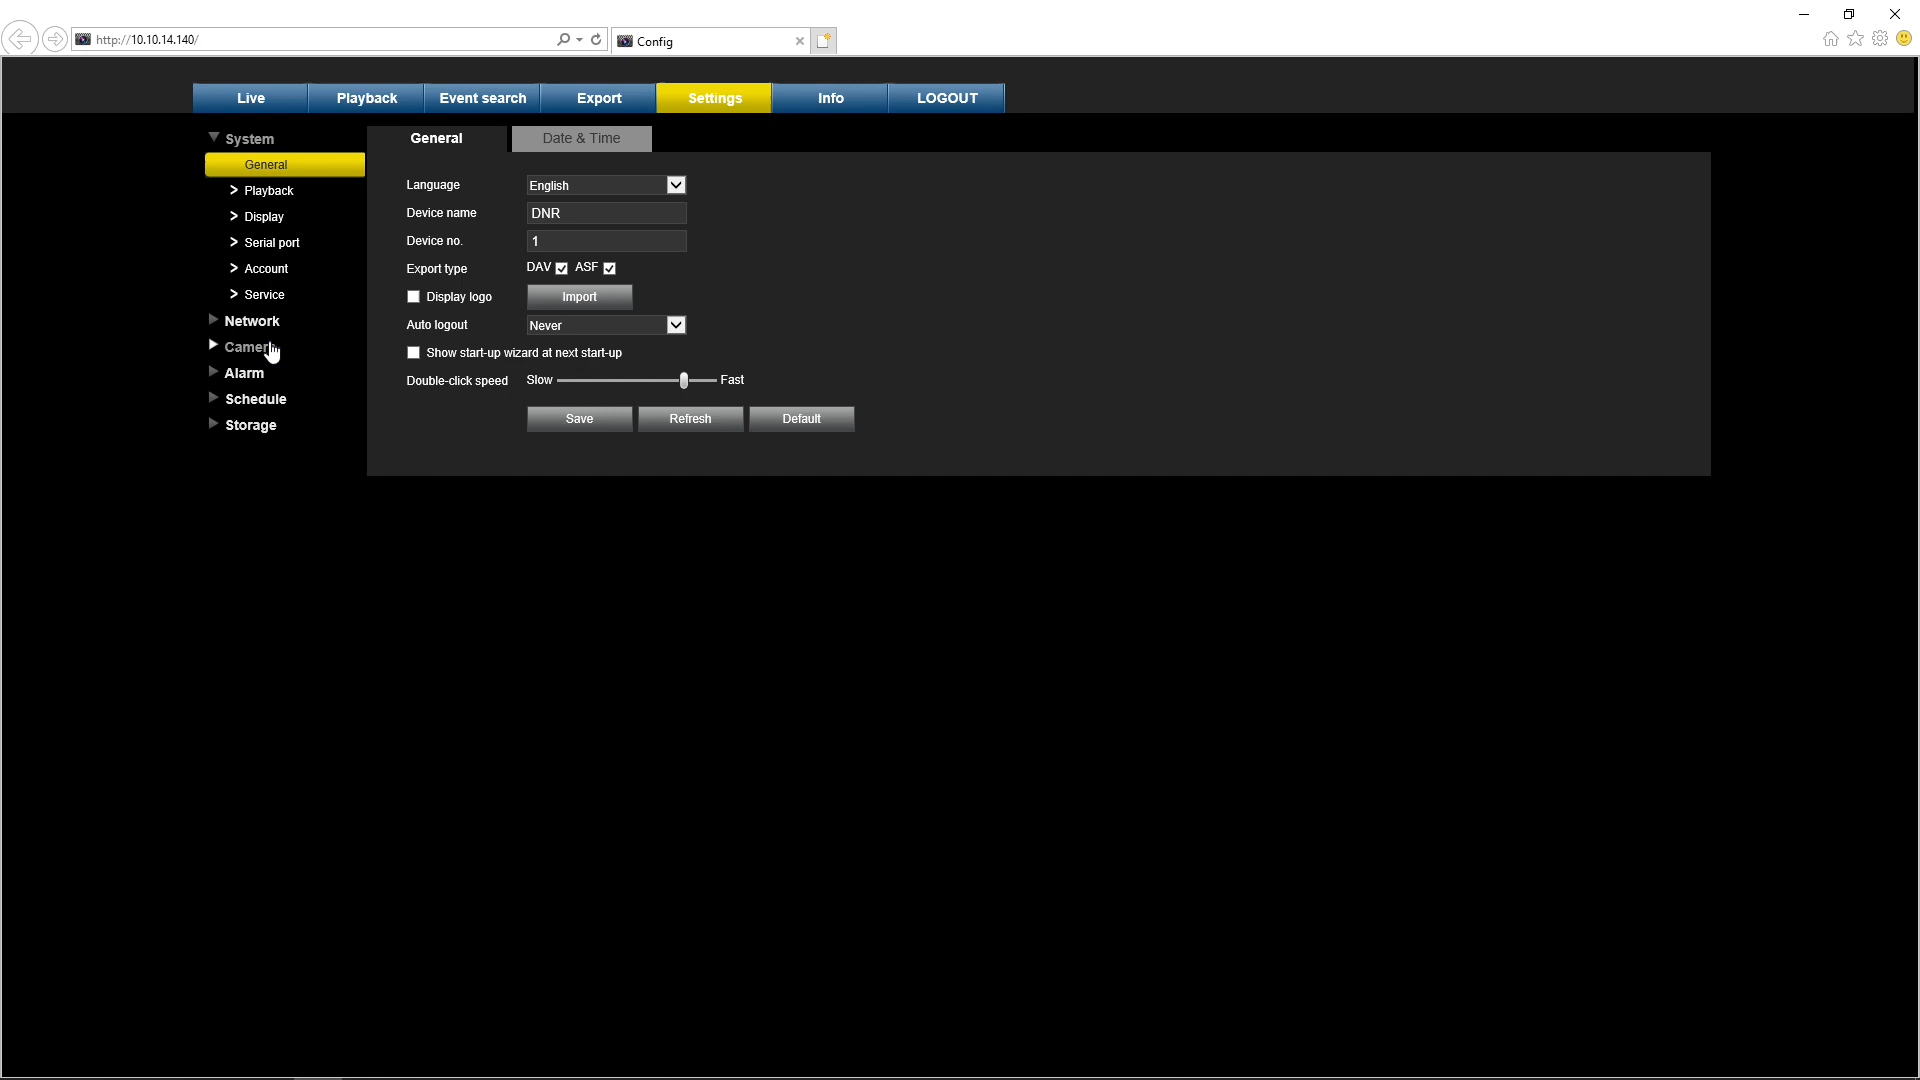 http://10.10.14.140/
Config
Live Playback Event search Export Settings Info LOGOUT
System
General
> Playback
> Display
> Serial port
> Account
> Service
Network
Camera
Alarm
Schedule
Storage
General Date & Time
Language English
Device name DNR
Device no. 1
Export type DAV ASF
Display logo Import
Auto logout Never
Show start-up wizard at next start-up
Double-click speed Slow Fast
Save Refresh Default